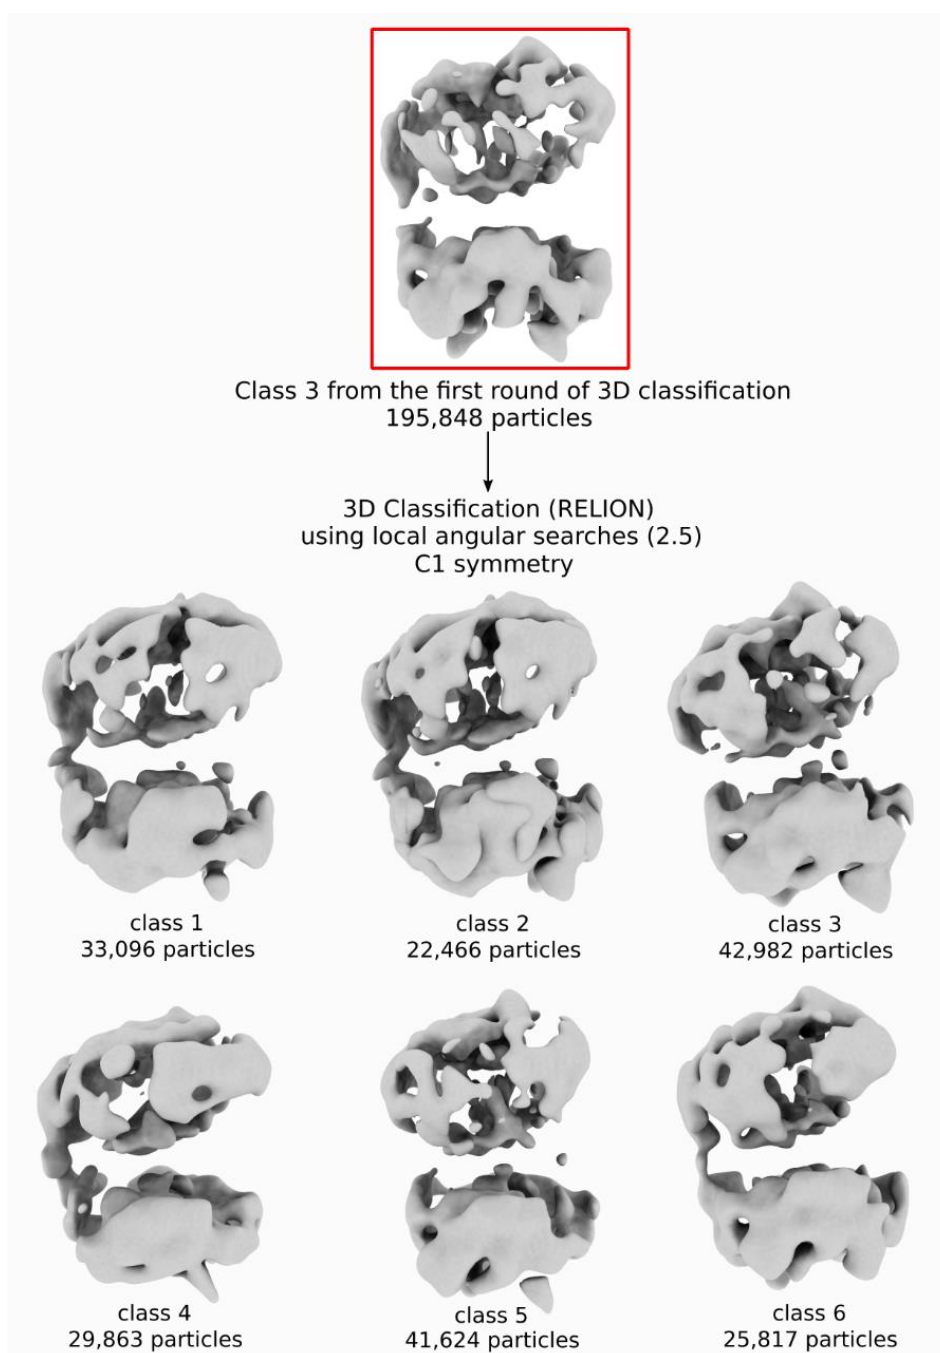 Class 3 from the first round of 3D classification
195,848 particles
3D Classification (RELION)
using local angular searches (2.5)
C1 symmetry
class 1
33,096 particles
class 2
22,466 particles
class 3
42,982 particles
class 4
29,863 particles
class 5
41,624 particles
class 6
25,817 particles